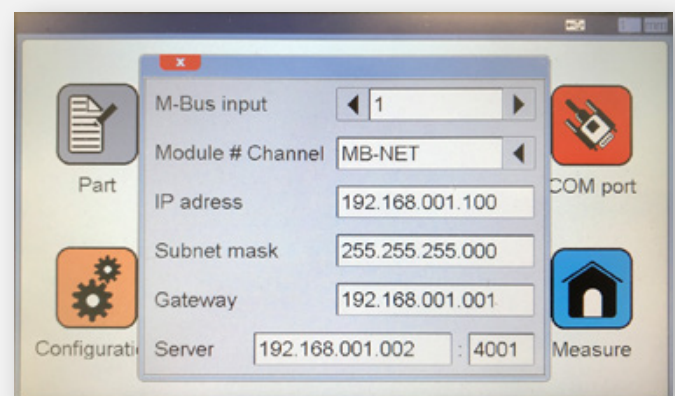 x
M-Bus input 1
Module # Channel MB-NET
Part
COM port
IP adress 192.168.001.100
Subnet mask 255.255.255.000
Gateway 192.168.001.001
Configurati
Server 192.168.001.002 : 4001
Measure